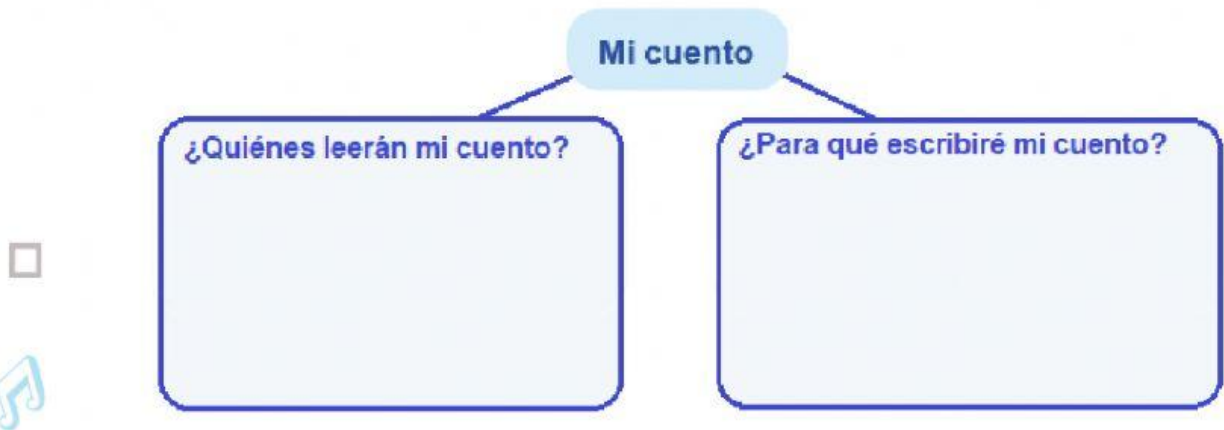 Mi cuento
¿Quiénes leerán mi cuento?
¿Para qué escribiré mi cuento?